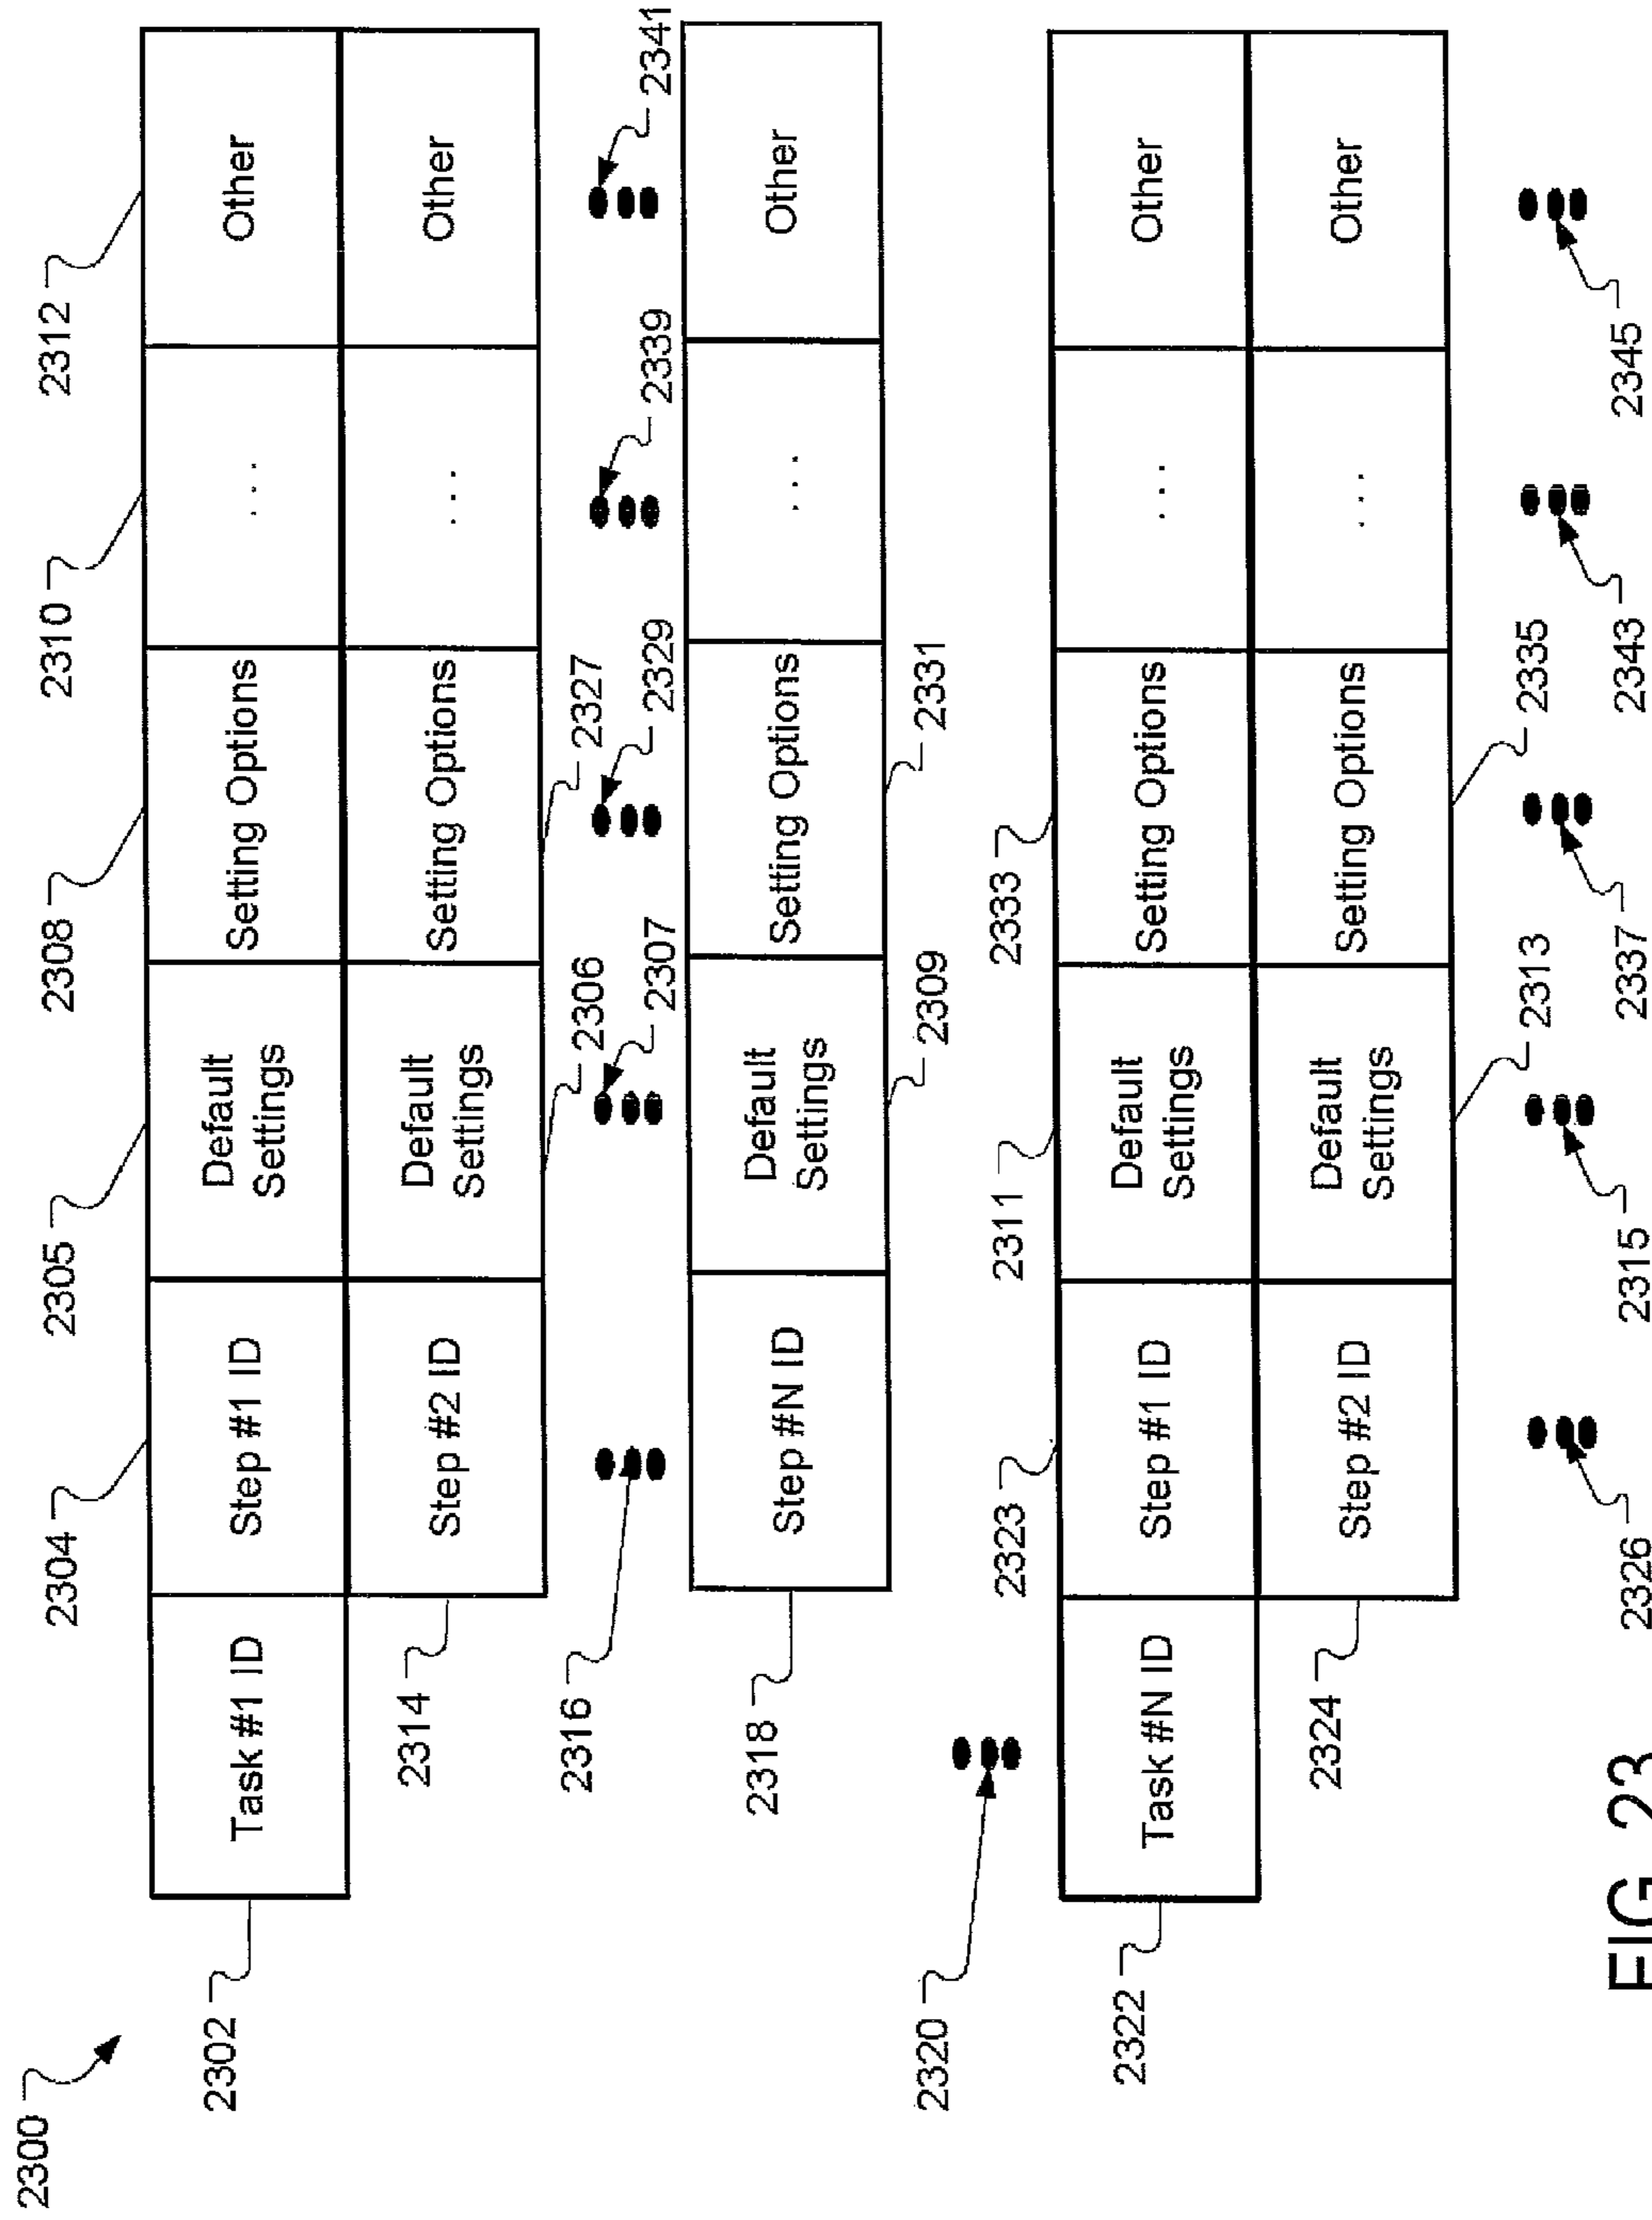 2300
2304
2305
2308
2310
2312
2302
Task #1 ID
Step #1 ID
Default
Settings
Setting Options
. . .
Other
2314
Step #2 ID
Default
Settings
Setting Options
. . .
Other
2306
2327
2316
2307
2329
2339
2341
2318
Step #N ID
Default
Settings
Setting Options
. . .
Other
2309
2331
2320
2323
2311
2333
2322
Task #N ID
Step #1 ID
Default
Settings
Setting Options
. . .
Other
2324
Step #2 ID
Default
Settings
Setting Options
. . .
Other
2313
2335
2326
2315
2337
2343
2345
FIG. 23